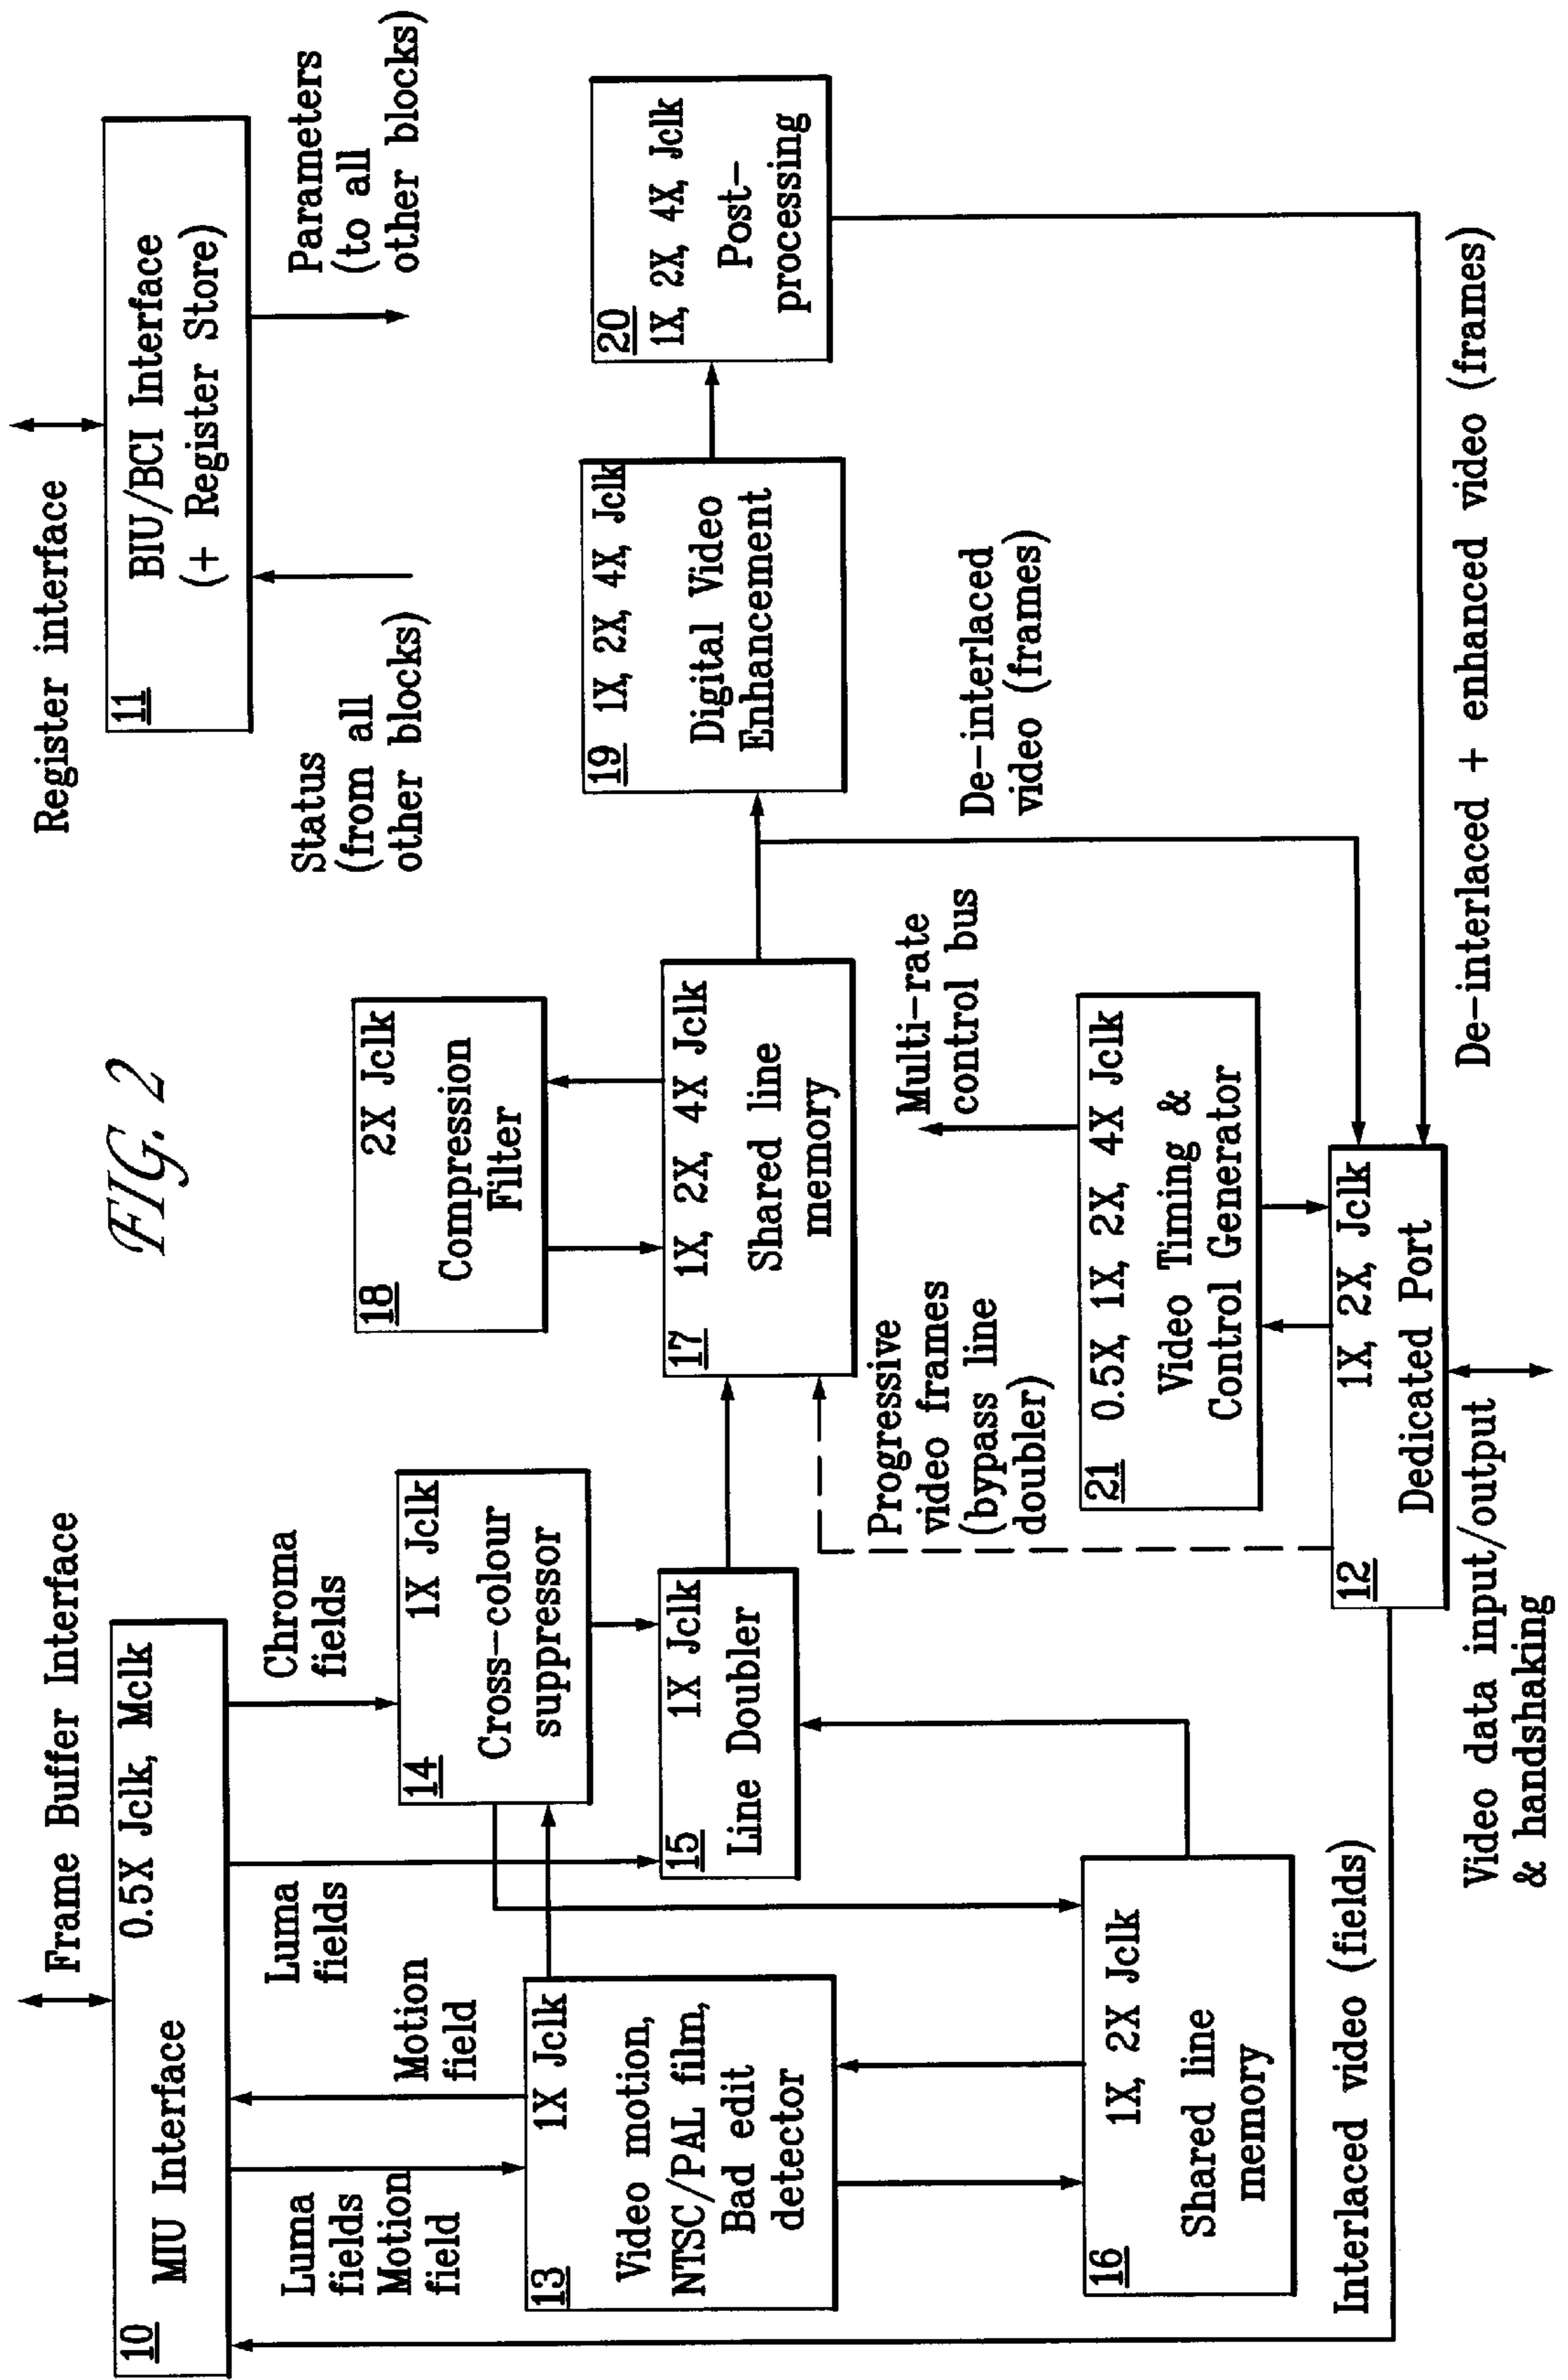 FIG. 2
Frame Buffer Interface
10
MIU Interface
0.5X Jclk, Mclk
Register interface
11
BIU/BCI Interface
(+ Register Store)
Status
(from all
other blocks)
Parameters
(to all
other blocks)
Luma
fields
Motion
field
Motion
field
Luma
fields
Chroma
fields
13
1X Jclk
Video motion,
NTSC/PAL film,
Bad edit
detector
14
1X Jclk
Cross-colour
suppressor
15
1X Jclk
Line Doubler
16
1X, 2X Jclk
Shared line
memory
18
2X Jclk
Compression
Filter
17
1X, 2X, 4X Jclk
Shared line
memory
19
1X, 2X, 4X, Jclk
Digital Video
Enhancement
20
1X, 2X, 4X, Jclk
Post-
processing
Progressive
video frames
(bypass line
doubler)
Multi-rate
control bus
De-interlaced
video (frames)
21
0.5X, 1X, 2X, 4X Jclk
Video Timing &
Control Generator
12
1X, 2X, Jclk
Dedicated Port
Interlaced video (fields)
Video data input/output
& handshaking
De-interlaced + enhanced video (frames)